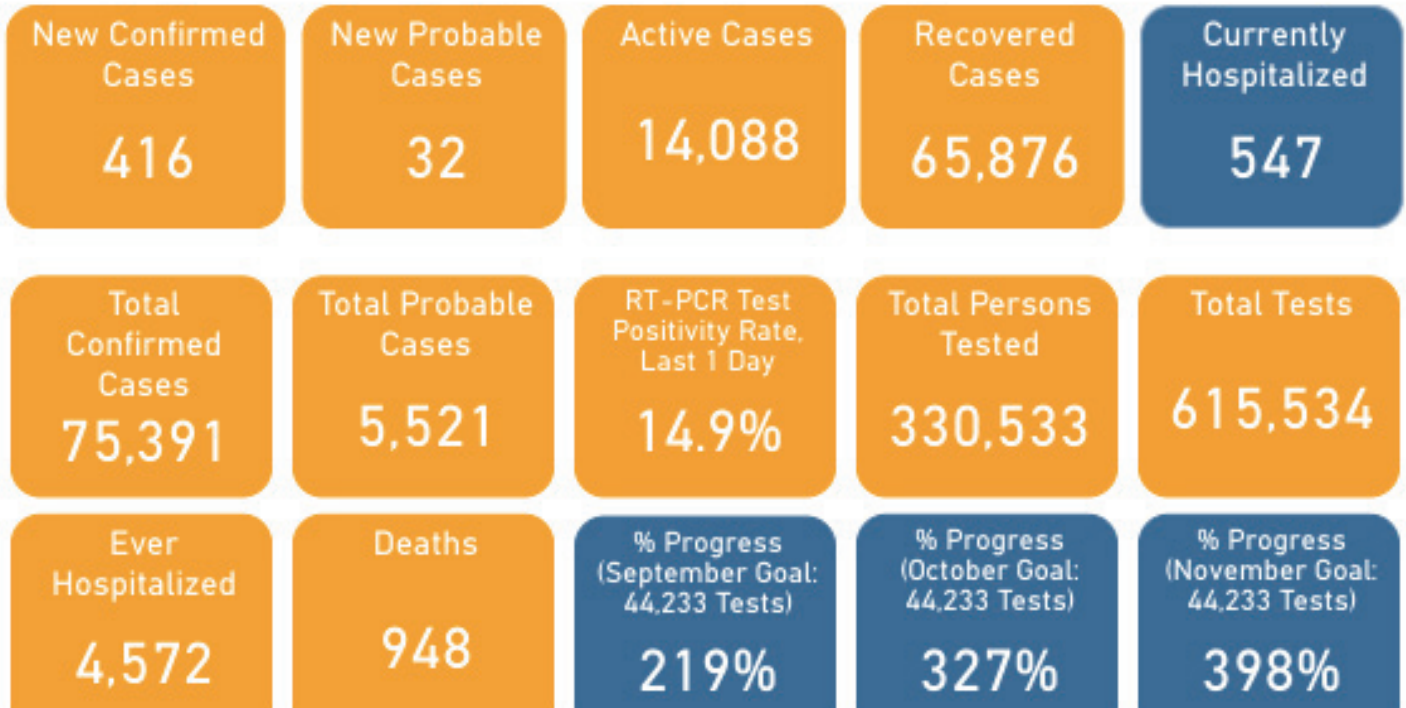 New Confirmed
Cases
416
New Probable
Cases
32
Active Cases
14,088
Recovered
Cases
65,876
Currently
Hospitalized
547
Total
Confirmed
Cases
75,391
Total Probable
Cases
5,521
RT-PCR Test
Positivity Rate,
Last 1 Day
14.9%
Total Persons
Tested
330,533
Total Tests
615,534
Ever
Hospitalized
4,572
Deaths
948
% Progress
(September Goal:
44,233 Tests)
219%
% Progress
(October Goal:
44,233 Tests)
327%
% Progress
(November Goal:
44,233 Tests)
398%